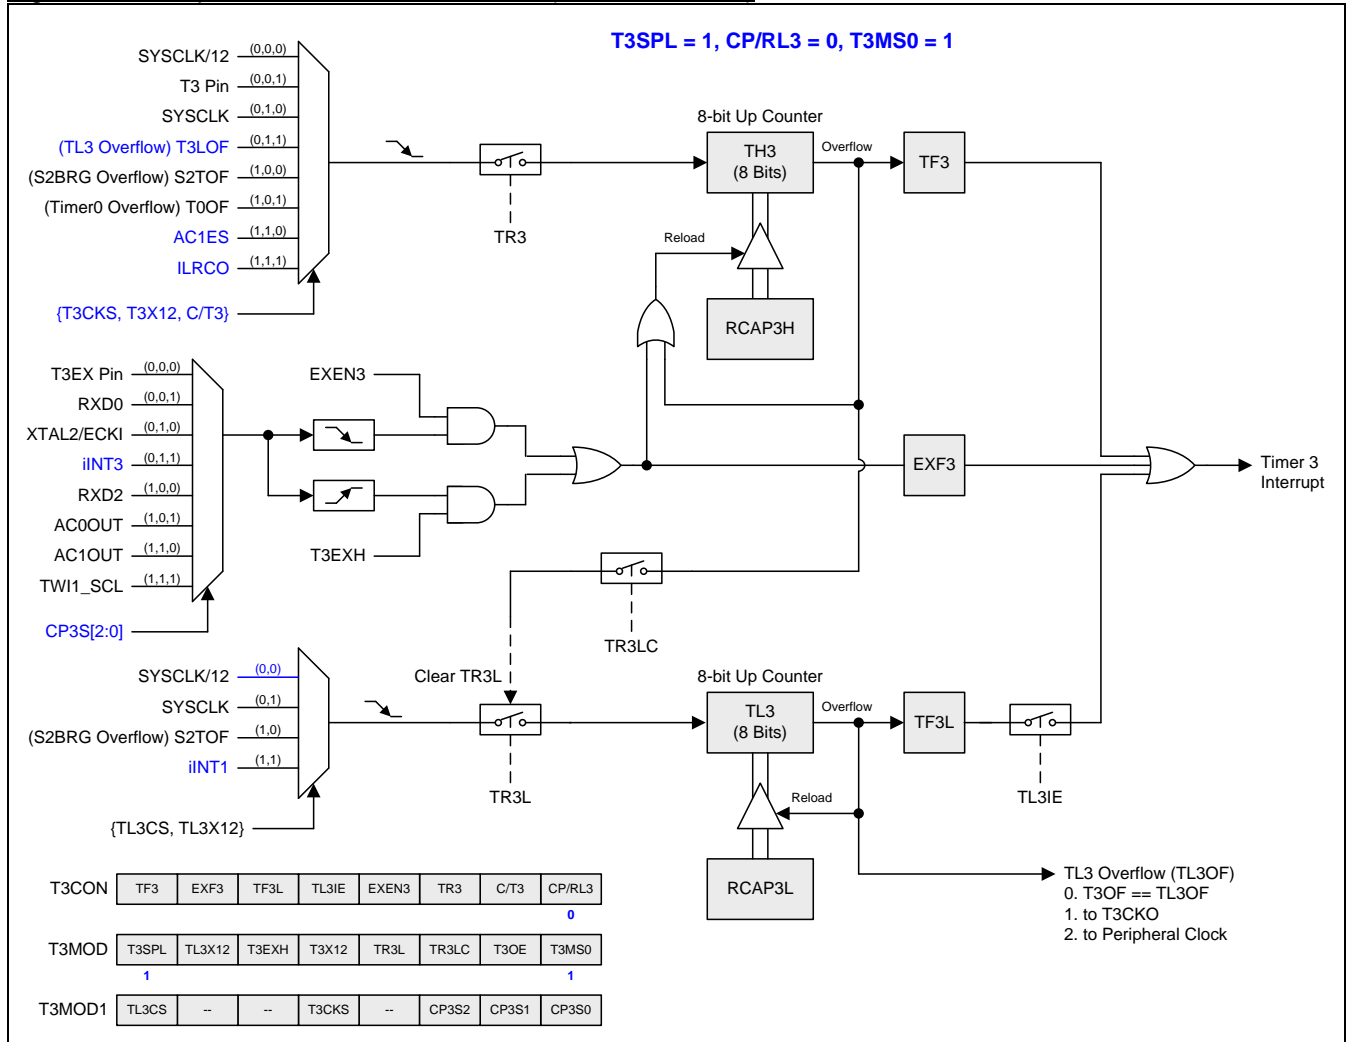 T3SPL = 1, CP/RL3 = 0, T3MS0 = 1
SYSCLK/12 (0,0,0)
T3 Pin (0,0,1)
SYSCLK (0,1,0)
(TL3 Overflow) T3LOF (0,1,1)
(S2BRG Overflow) S2TOF (1,0,0)
(Timer0 Overflow) T0OF (1,0,1)
AC1ES (1,1,0)
ILRCO (1,1,1)
{T3CKS, T3X12, C/T3}
TR3
8-bit Up Counter
TH3
(8 Bits)
Overflow
TF3
Reload
RCAP3H
T3EX Pin (0,0,0)
RXD0 (0,0,1)
XTAL2/ECKI (0,1,0)
iINT3 (0,1,1)
RXD2 (1,0,0)
AC0OUT (1,0,1)
AC1OUT (1,1,0)
TWI1_SCL (1,1,1)
CP3S[2:0]
EXEN3
T3EXH
EXF3
Timer 3
Interrupt
TR3LC
Clear TR3L
SYSCLK/12 (0,0)
SYSCLK (0,1)
(S2BRG Overflow) S2TOF (1,0)
iINT1 (1,1)
{TL3CS, TL3X12}
TR3L
8-bit Up Counter
TL3
(8 Bits)
Overflow
TF3L
TL3IE
Reload
RCAP3L
TL3 Overflow (TL3OF)
0. T3OF == TL3OF
1. to T3CKO
2. to Peripheral Clock
T3CON TF3 EXF3 TF3L TL3IE EXEN3 TR3 C/T3 CP/RL3
0
T3MOD T3SPL TL3X12 T3EXH T3X12 TR3L TR3LC T3OE T3MS0
1 1
T3MOD1 TL3CS -- -- T3CKS -- CP3S2 CP3S1 CP3S0